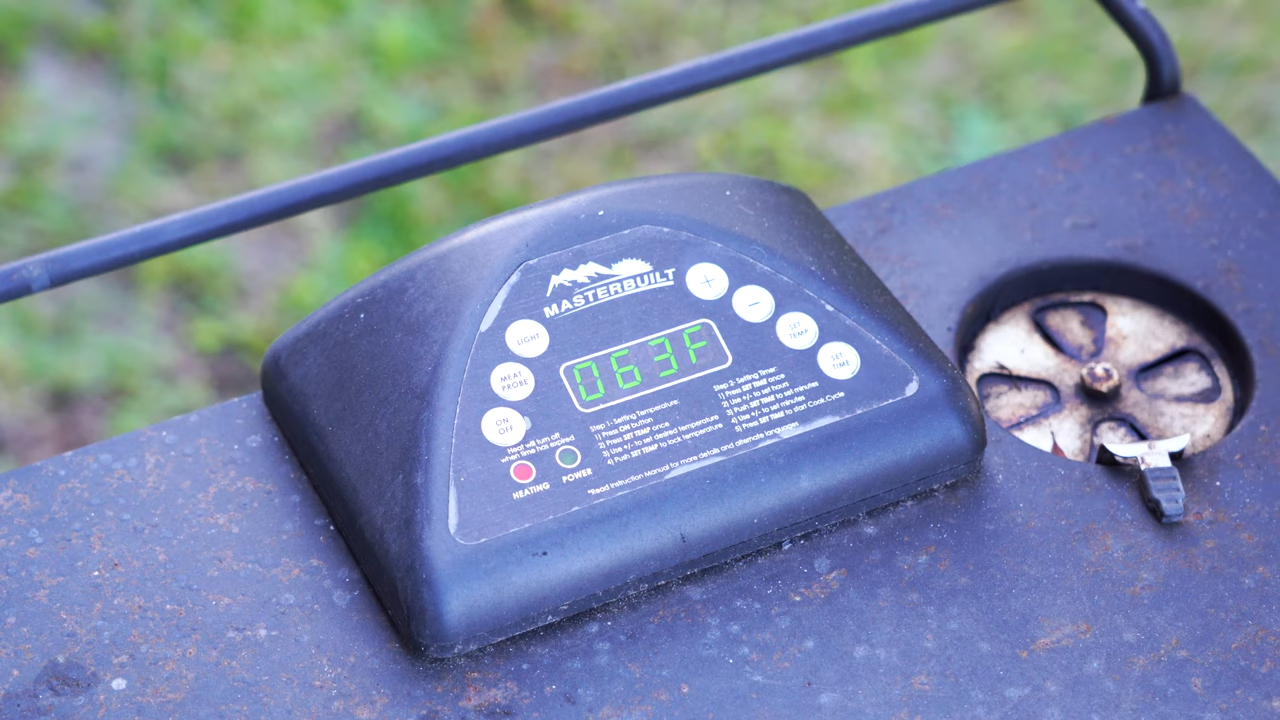 MASTERBUILT
+
−
LIGHT
SET
TEMP
MEAT
PROBE
063F
SET
TIME
ON
OFF
Heat will turn off
when time has expired
HEATING
POWER
Step 1- Setting Temperature:
1) Press ON button
2) Press SET TEMP once
3) Use +/- to set desired temperature
4) Push SET TEMP to lock temperature
Step 2- Setting Timer:
1) Press SET TIME once
2) Use +/- to set hours
3) Push SET TIME to set minutes
4) Use +/- to set minutes
5) Press SET TIME to start Cook Cycle
*Read Instruction Manual for more details and alternate languages